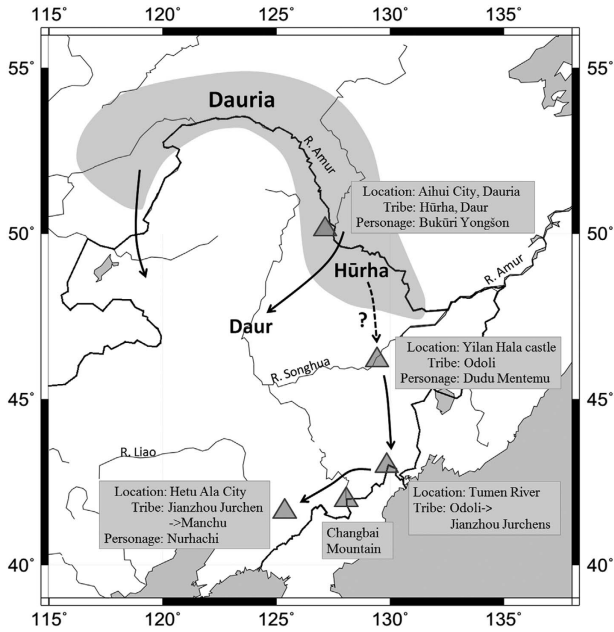 115° 120° 125° 130° 135°
55°
Dauria
R. Amur
Location: Aihui City, Dauria
Tribe: Hūrha, Daur
Personage: Bukūri Yongšon
50°
50°
Hūrha
R. Amur
?
Daur
Location: Yilan Hala castle
Tribe: Odoli
Personage: Dudu Mentemu
R. Songhua
45°
45°
R. Liao
Location: Hetu Ala City
Tribe: Jianzhou Jurchen
->Manchu
Personage: Nurhachi
Location: Tumen River
Tribe: Odoli->
Jianzhou Jurchens
Changbai
Mountain
40°
40°
115° 120° 125° 130° 135°
55°